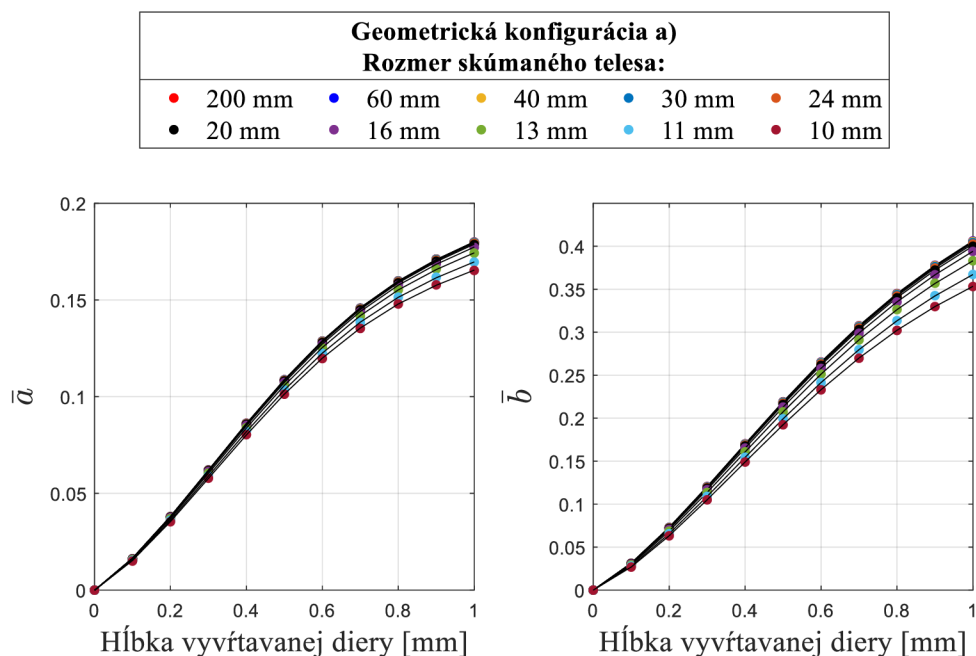 Geometrická konfigurácia a)
Rozmer skúmaného telesa:
200 mm 60 mm 40 mm 30 mm 24 mm
20 mm 16 mm 13 mm 11 mm 10 mm
0.2
0.15
0.1
0.05
0
a̅
0 0.2 0.4 0.6 0.8 1
Hĺbka vyvŕtavanej diery [mm]
0.4
0.35
0.3
0.25
0.2
0.15
0.1
0.05
0
b̅
0 0.2 0.4 0.6 0.8 1
Hĺbka vyvŕtavanej diery [mm]